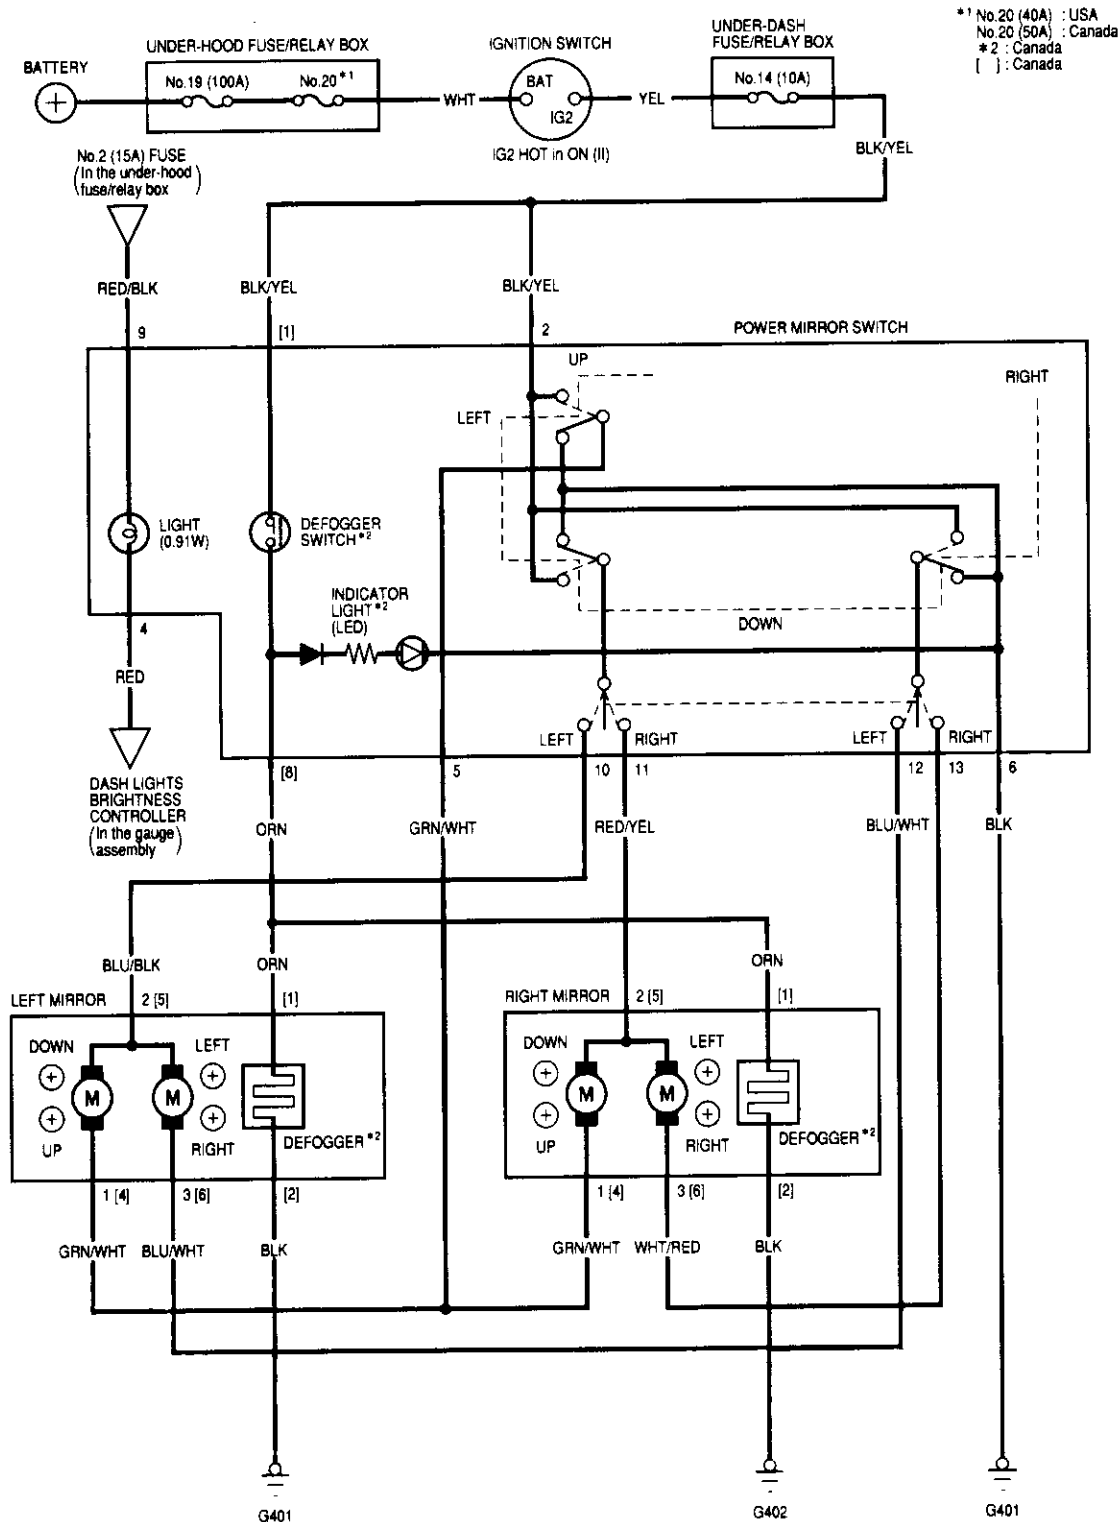 *1 No.20 (40A) : USA
No.20 (50A) : Canada
*2 : Canada
[ ] : Canada
UNDER-HOOD FUSE/RELAY BOX
IGNITION SWITCH
UNDER-DASH
FUSE/RELAY BOX
BATTERY
No.19 (100A)
No.20*1
BAT
IG2
No.14 (10A)
WHT
YEL
IG2 HOT in ON (II)
BLK/YEL
No.2 (15A) FUSE
(In the under-hood
fuse/relay box)
RED/BLK
BLK/YEL
BLK/YEL
9
[1]
2
POWER MIRROR SWITCH
UP
RIGHT
LEFT
LIGHT
(0.91W)
DEFOGGER
SWITCH*2
INDICATOR
LIGHT*2
(LED)
DOWN
4
RED
LEFT
RIGHT
LEFT
RIGHT
[8]
5
10
11
12
13
6
DASH LIGHTS
BRIGHTNESS
CONTROLLER
(In the gauge
assembly)
ORN
GRN/WHT
RED/YEL
BLU/WHT
BLK
BLU/BLK
ORN
ORN
LEFT MIRROR
2 [5]
[1]
RIGHT MIRROR
2 [5]
[1]
DOWN
LEFT
DOWN
LEFT
M
M
M
M
UP
RIGHT
DEFOGGER*2
UP
RIGHT
DEFOGGER*2
1 [4]
3 [6]
[2]
1 [4]
3 [6]
[2]
GRN/WHT
BLU/WHT
BLK
GRN/WHT
WHT/RED
BLK
G401
G402
G401